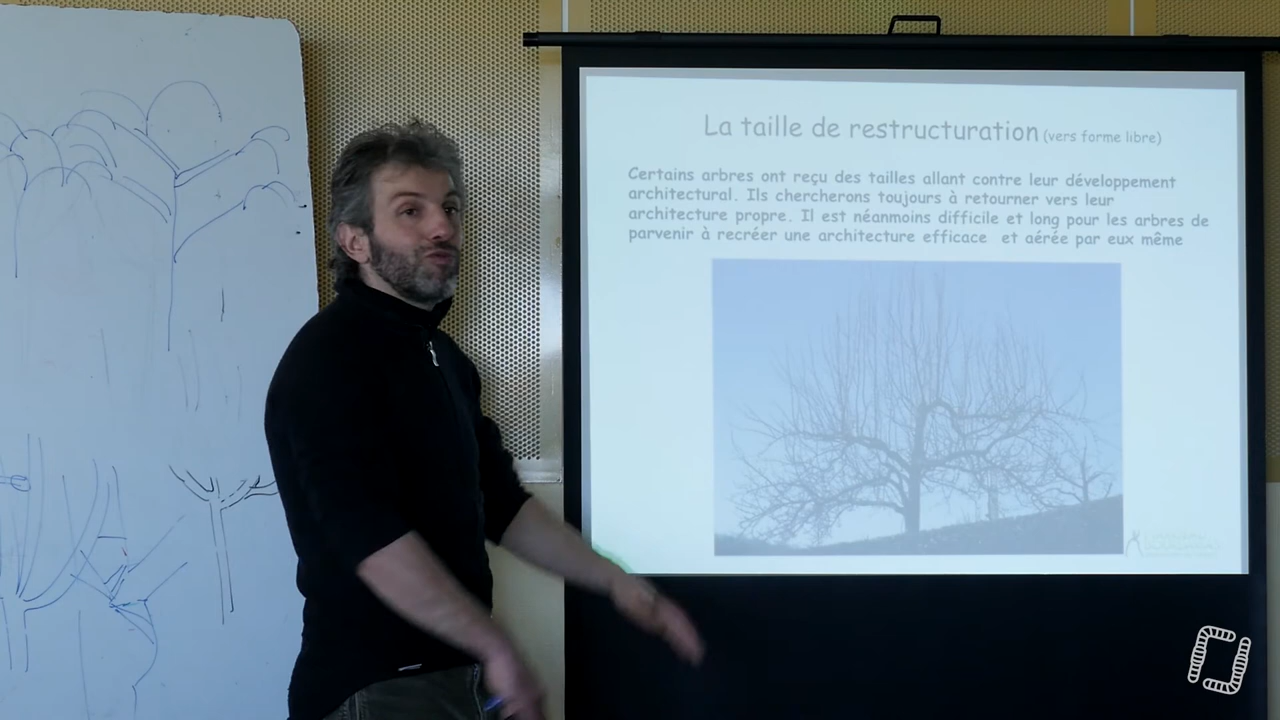 La taille de restructuration (vers forme libre)
Certains arbres ont reçu des tailles allant contre leur développement
architectural. Ils chercherons toujours à retourner vers leur
architecture propre. Il est néanmoins difficile et long pour les arbres de
parvenir à recréer une architecture efficace et aérée par eux même